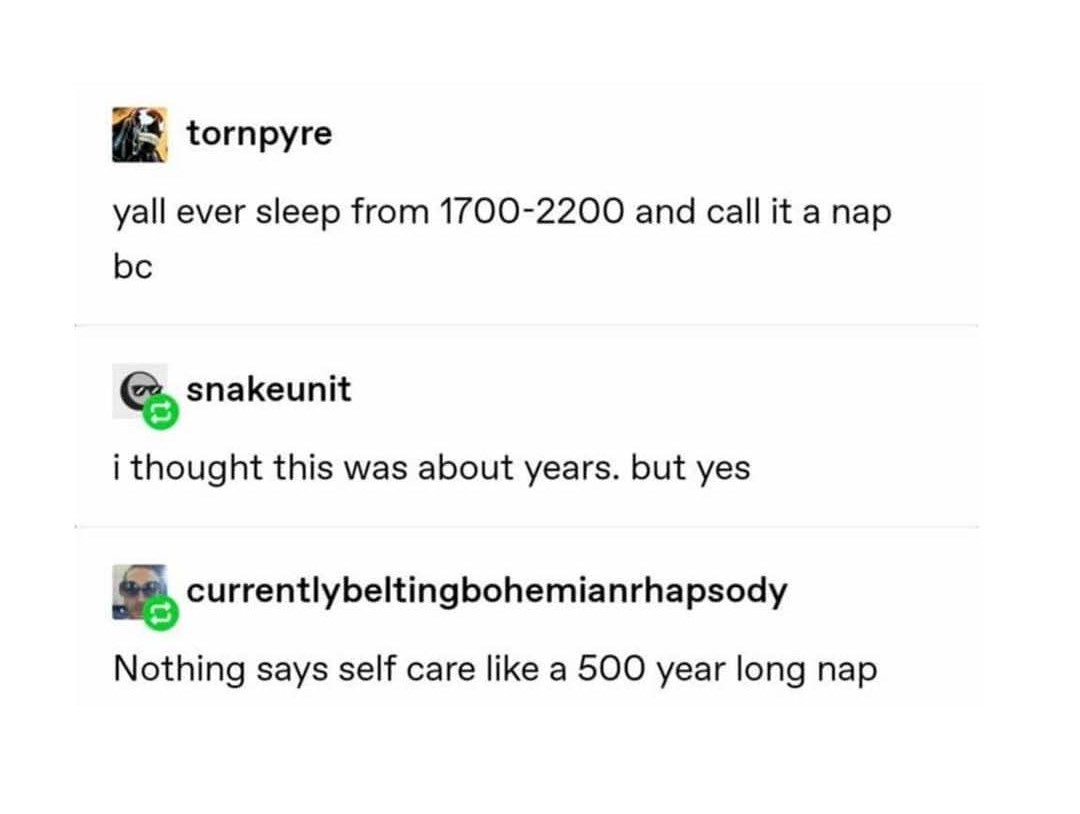 tornpyre
yall ever sleep from 1700-2200 and call it a nap
bc
snakeunit
i thought this was about years. but yes
currentlybeltingbohemianrhapsody
Nothing says self care like a 500 year long nap